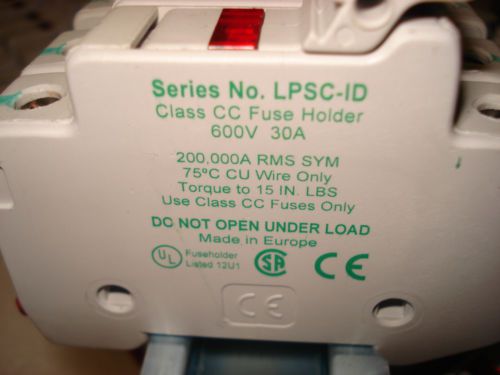 Series No. LPSC-ID
Class CC Fuse Holder
600V 30A
200,000A RMS SYM
75ºC CU Wire Only
Torque to 15 IN. LBS
Use Class CC Fuses Only
DO NOT OPEN UNDER LOAD
Made in Europe
UL Fuseholder
Listed 12U1
SA CE
CE